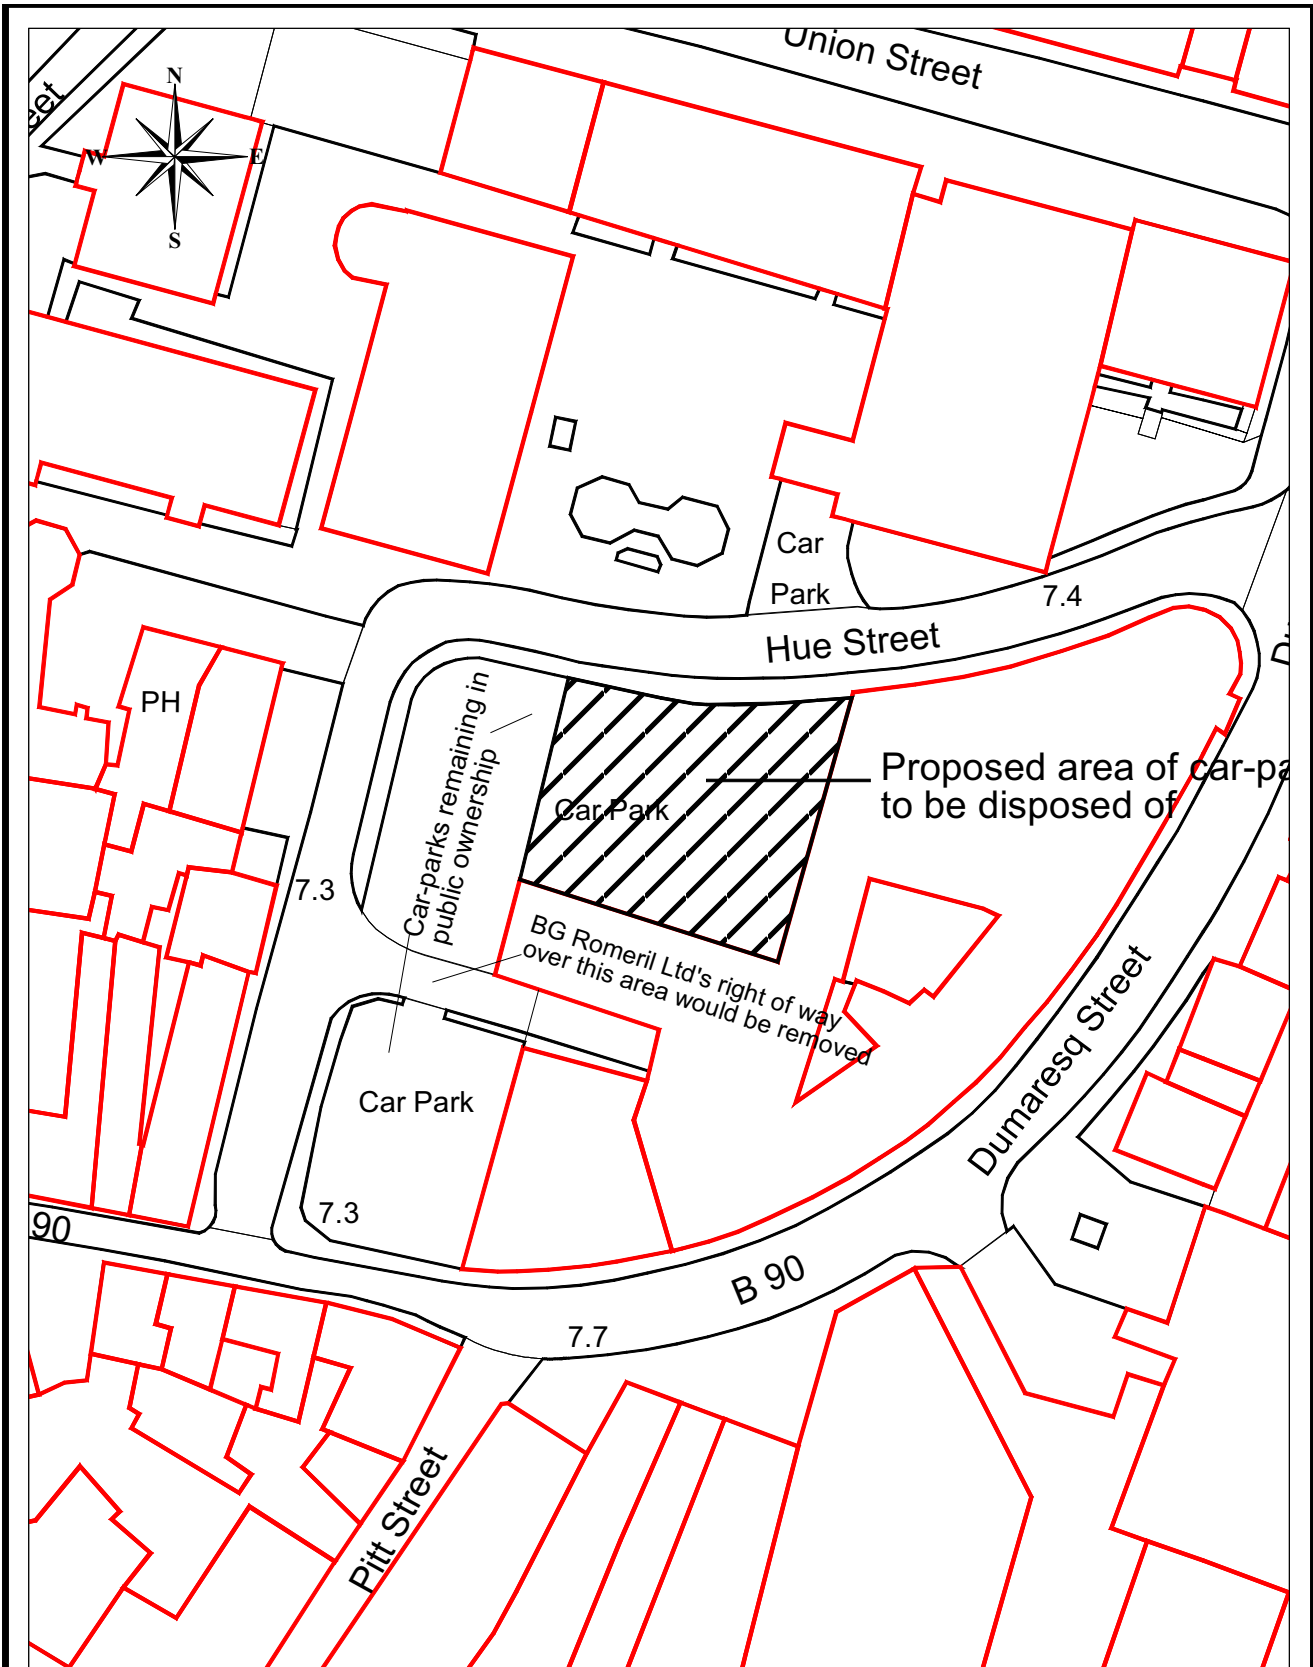 Union Street
N
W
E
S
Car
Park
7.4
Hue Street
PH
Car-parks remaining in
public ownership
Proposed area of car-pa
to be disposed of
Car Park
7.3
BG Romeril Ltd's right of way
over this area would be removed
Dumaresq Street
Car Park
7.3
90
B 90
7.7
Pitt Street